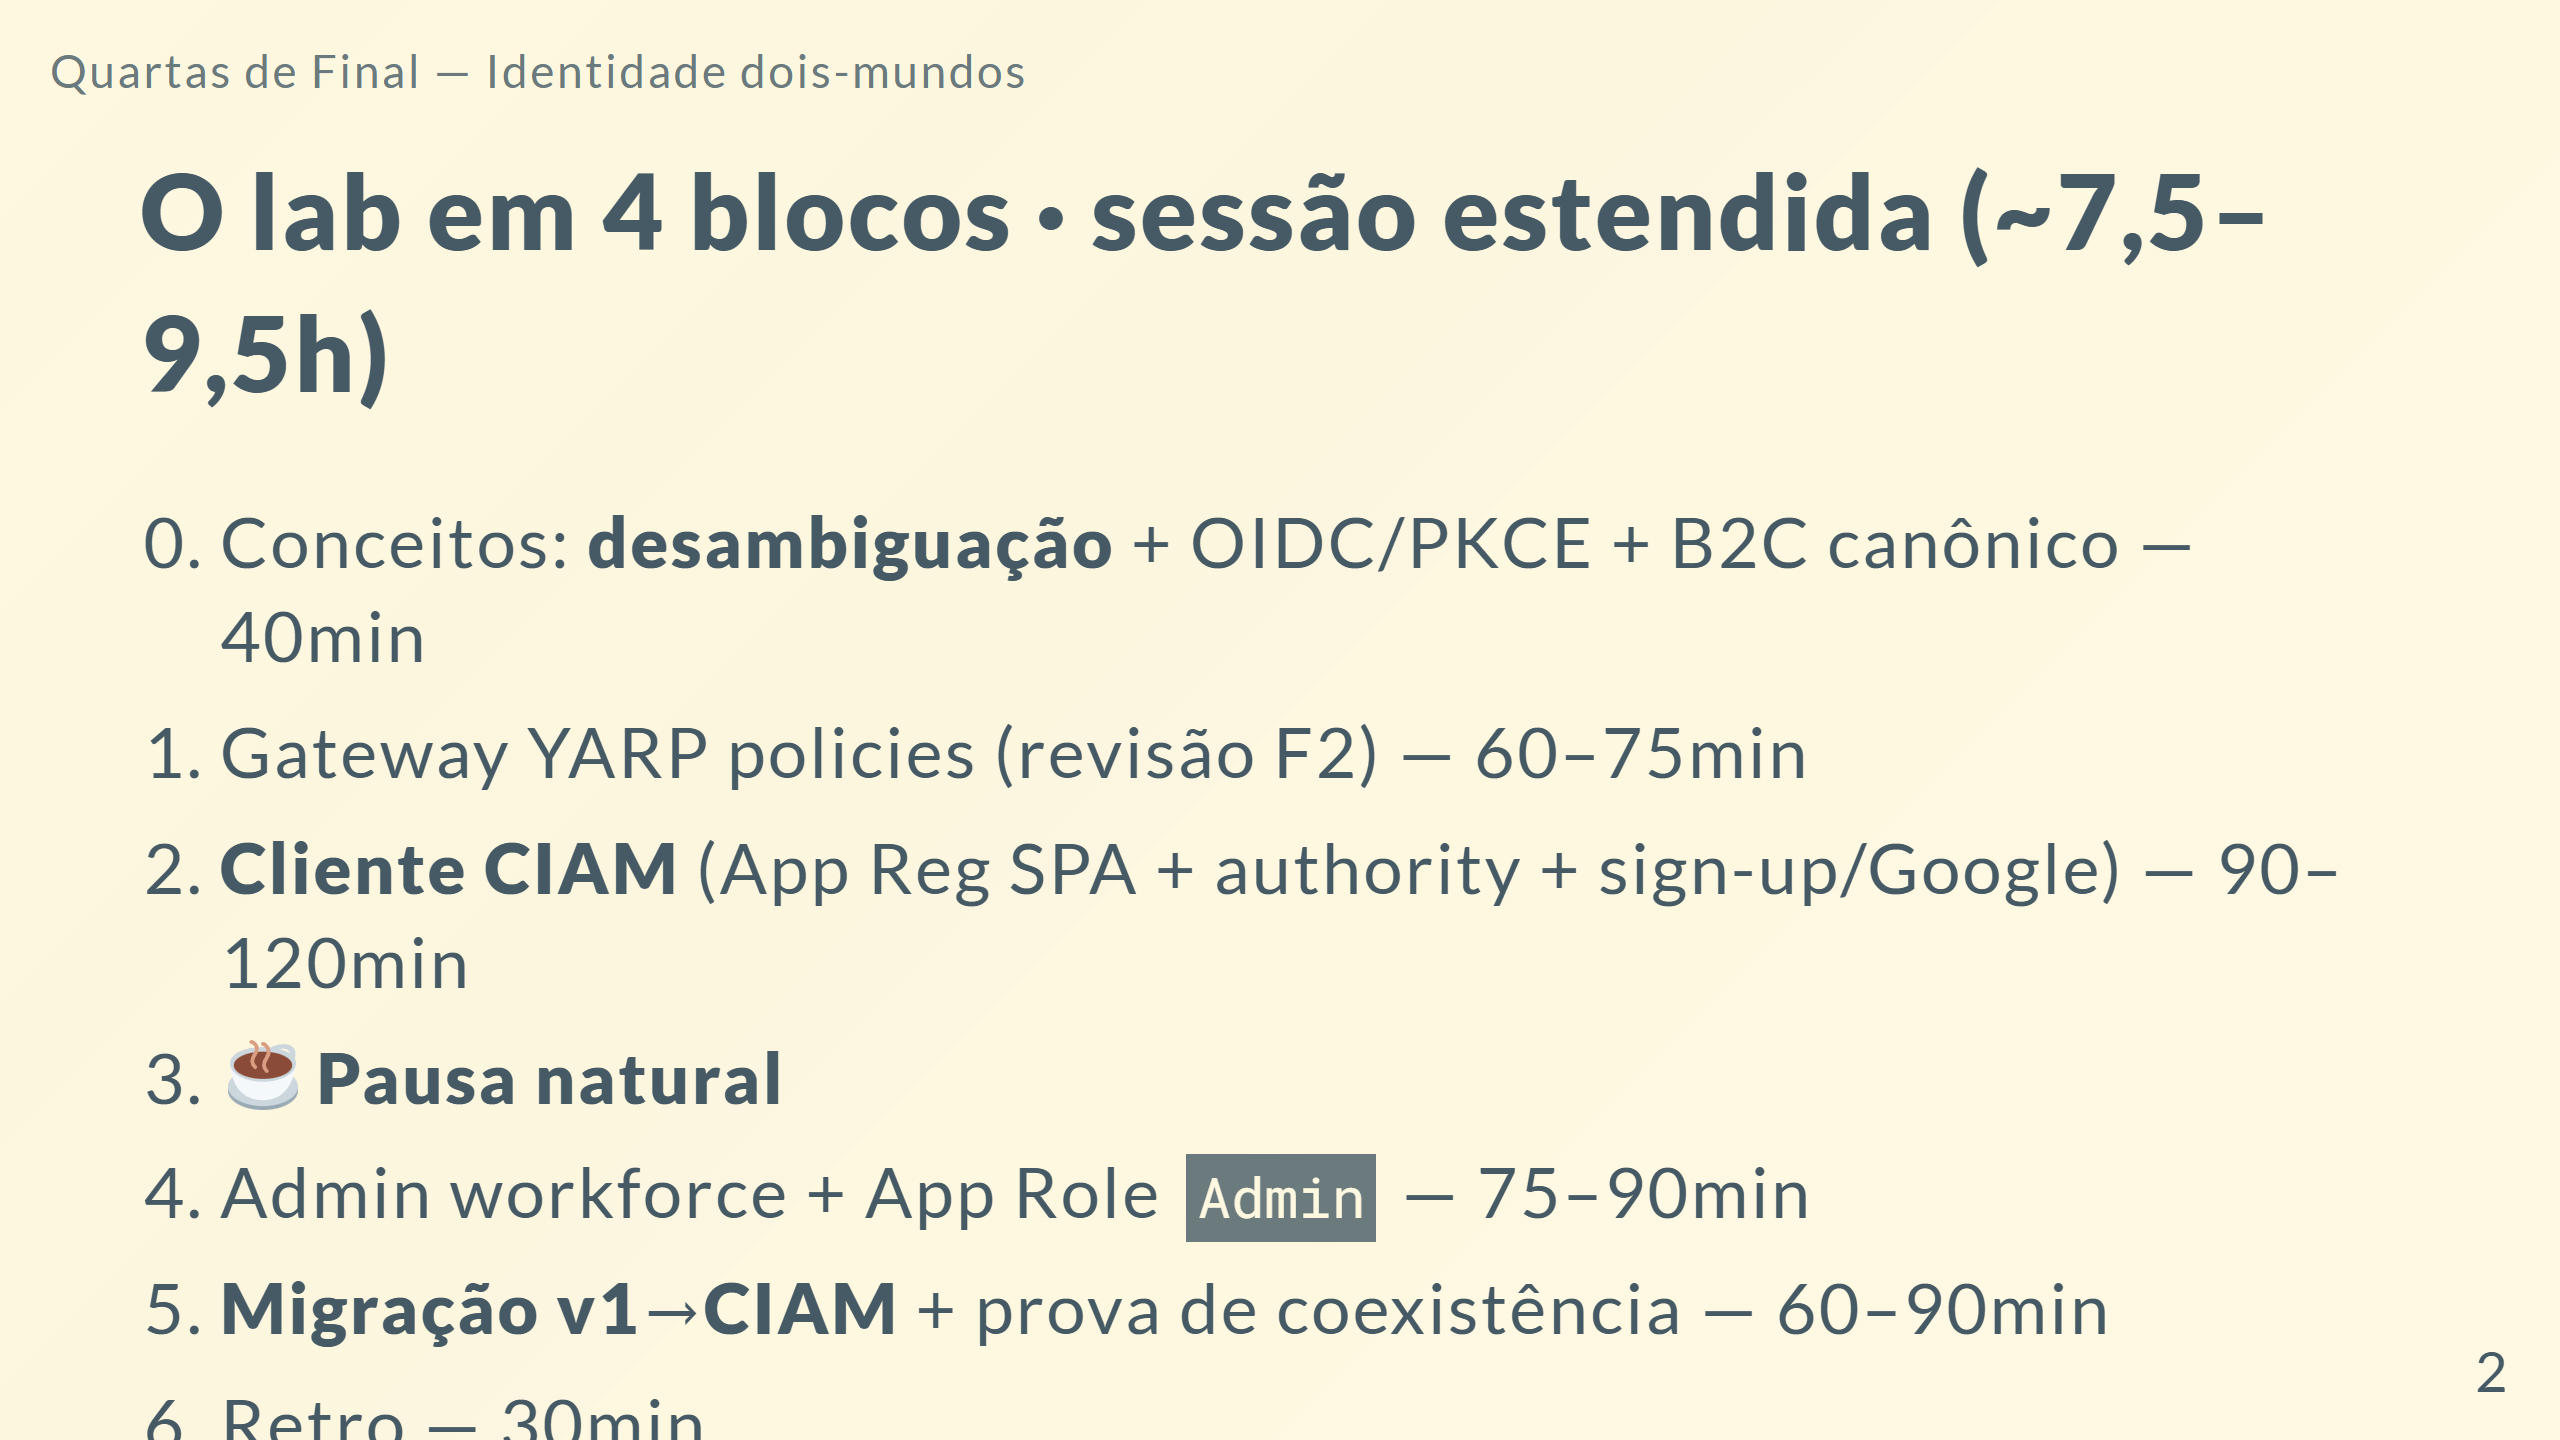 Quartas de Final — Identidade dois-mundos
O lab em 4 blocos · sessão estendida (~7,5–
9,5h)
0. Conceitos: desambiguação + OIDC/PKCE + B2C canônico —
40min
1. Gateway YARP policies (revisão F2) — 60–75min
2. Cliente CIAM (App Reg SPA + authority + sign-up/Google) — 90–
120min
3. ☕ Pausa natural
4. Admin workforce + App Role Admin — 75–90min
5. Migração v1→CIAM + prova de coexistência — 60–90min
6. Retro — 30min
2